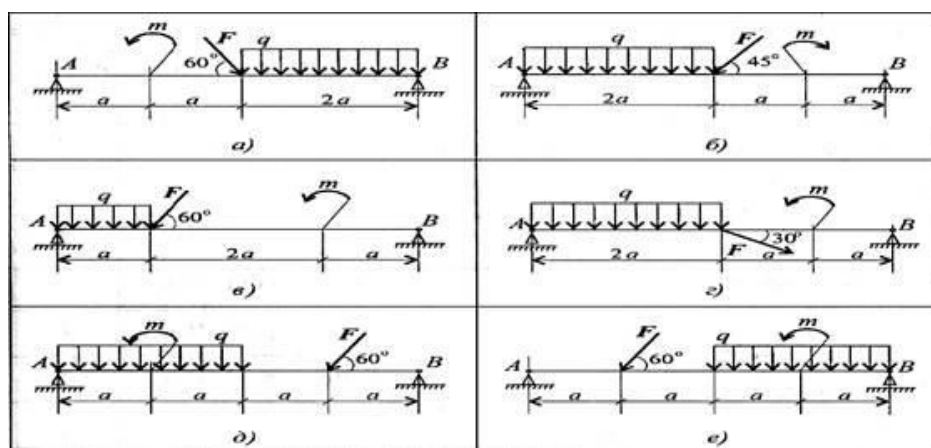 m F q
A 60° B
a a 2a
а)
q F m
A 45° B
2a a a
б)
q F m
A 60° B
a 2a a
в)
q m
A 30° B
F
2a a a
г)
m q F
A 60° B
a a a a
д)
F q m
A 60° B
a a a a
е)